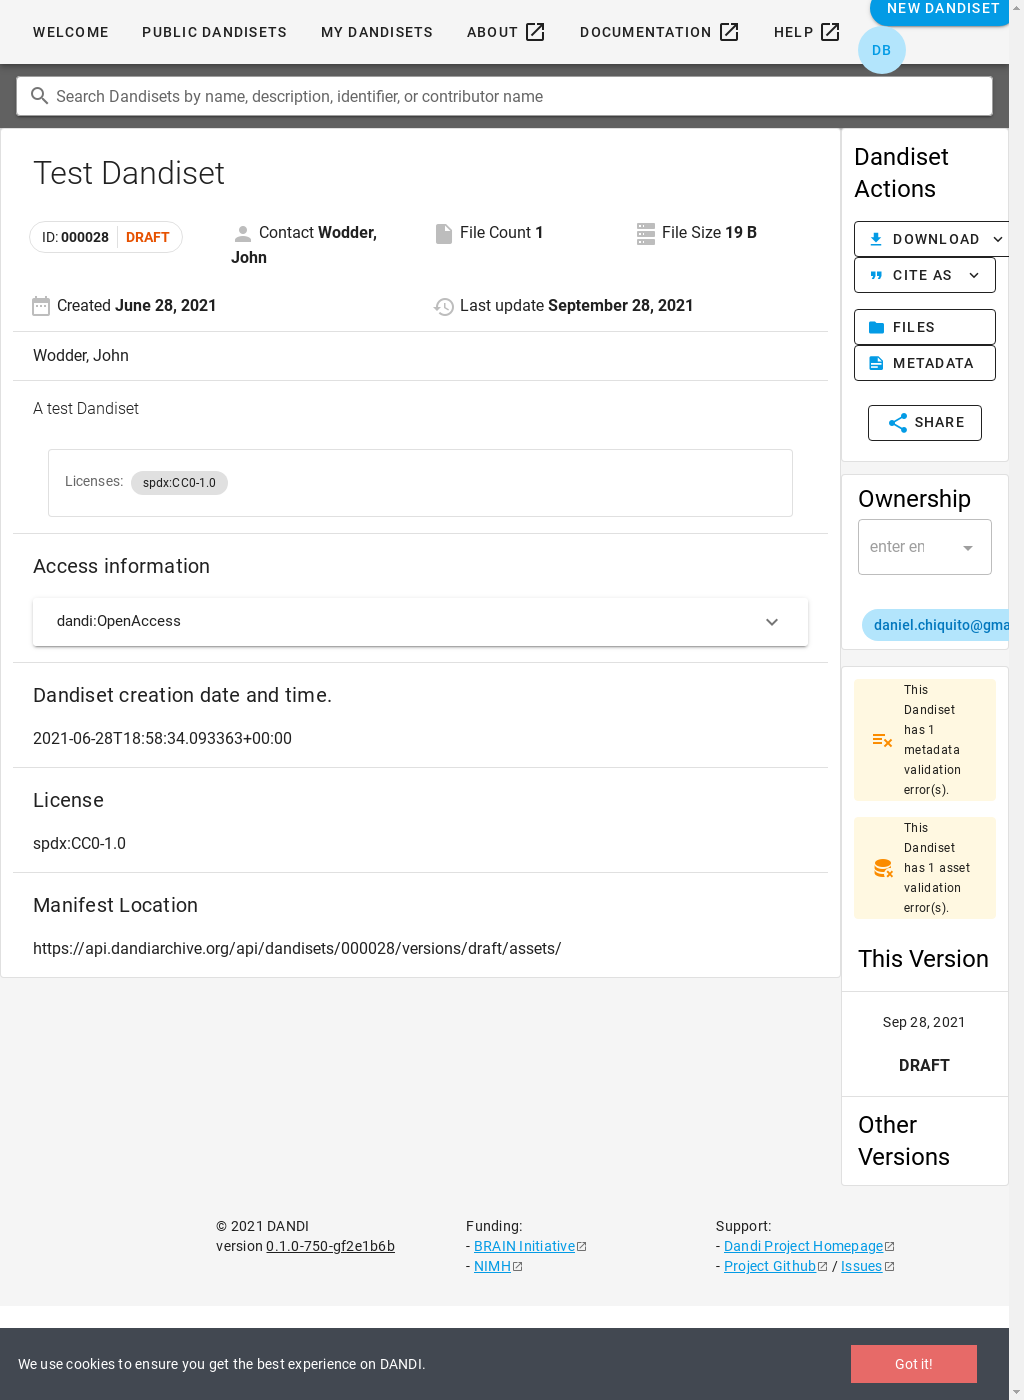 WELCOME PUBLIC DANDISETS MY DANDISETS ABOUT DOCUMENTATION HELP NEW DANDISET
DB
Search Dandisets by name, description, identifier, or contributor name
Test Dandiset
ID: 000028 DRAFT
Contact Wodder, John
File Count 1
File Size 19 B
Created June 28, 2021
Last update September 28, 2021
Wodder, John
A test Dandiset
Licenses: spdx:CC0-1.0
Access information
dandi:OpenAccess
Dandiset creation date and time.
2021-06-28T18:58:34.093363+00:00
License
spdx:CC0-1.0
Manifest Location
https://api.dandiarchive.org/api/dandisets/000028/versions/draft/assets/
Dandiset
Actions
DOWNLOAD
CITE AS
FILES
METADATA
SHARE
Ownership
enter en
daniel.chiquito@gma
This
Dandiset
has 1
metadata
validation
error(s).
This
Dandiset
has 1 asset
validation
error(s).
This Version
Sep 28, 2021
DRAFT
Other
Versions
© 2021 DANDI
version 0.1.0-750-gf2e1b6b
Funding:
- BRAIN Initiative
- NIMH
Support:
- Dandi Project Homepage
- Project Github / Issues
We use cookies to ensure you get the best experience on DANDI.
Got it!